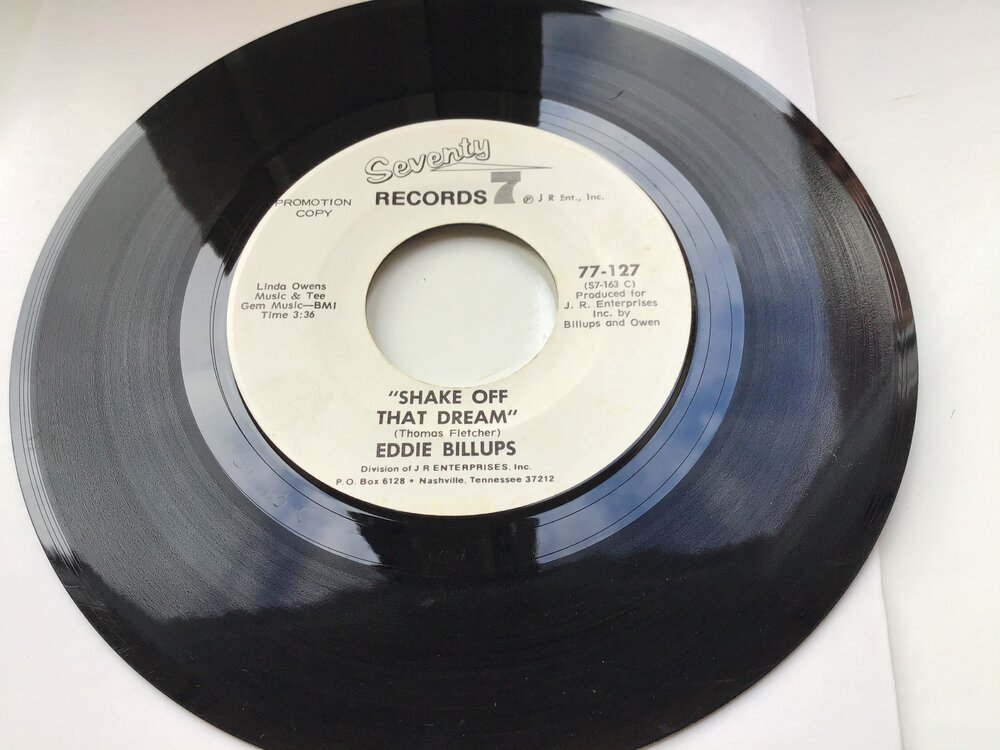 Seventy
RECORDS 7
℗ J R Ent., Inc.
PROMOTION
COPY
Linda Owens
Music & Tee
Gem Music—BMI
Time 3:36
77-127
(S7-163 C)
Produced for
J. R. Enterprises
Inc. by
Billups and Owen
"SHAKE OFF
THAT DREAM"
(Thomas Fletcher)
EDDIE BILLUPS
Division of J R ENTERPRISES, Inc.
P.O. Box 6128 • Nashville, Tennessee 37212